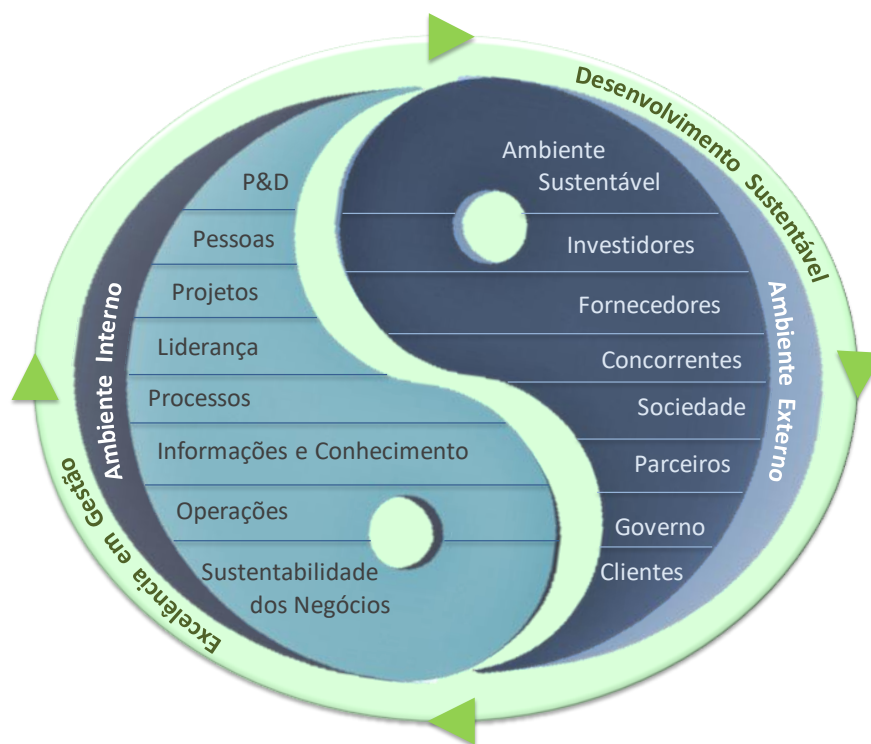 Desenvolvimento Sustentável
Ambiente Interno
P&D
Pessoas
Projetos
Liderança
Processos
Informações e Conhecimento
Operações
Sustentabilidade
dos Negócios
Ambiente
Sustentável
Investidores
Fornecedores
Concorrentes
Sociedade
Parceiros
Governo
Clientes
Ambiente Externo
Excelência em Gestão